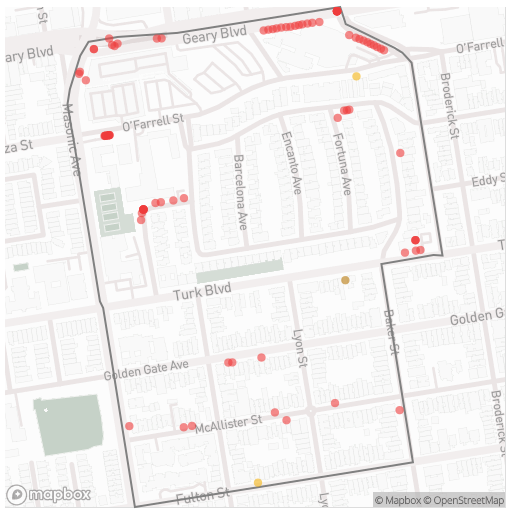 n St
Geary Blvd
eary Blvd
O'Farrell
O'Farrell St
za St
Masonic Ave
Broderick St
Encanto Ave
Fortuna Ave
Barcelona Ave
Eddy S
T
Turk Blvd
Lyon St
Baker St
Golden G
Golden Gate Ave
McAllister St
Broderick
Fulton St
Ly
mapbox
© Mapbox © OpenStreetMap